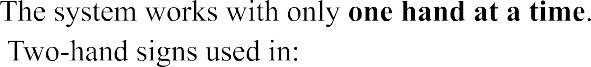 The system works with only one hand at a time.
Two-hand signs used in: